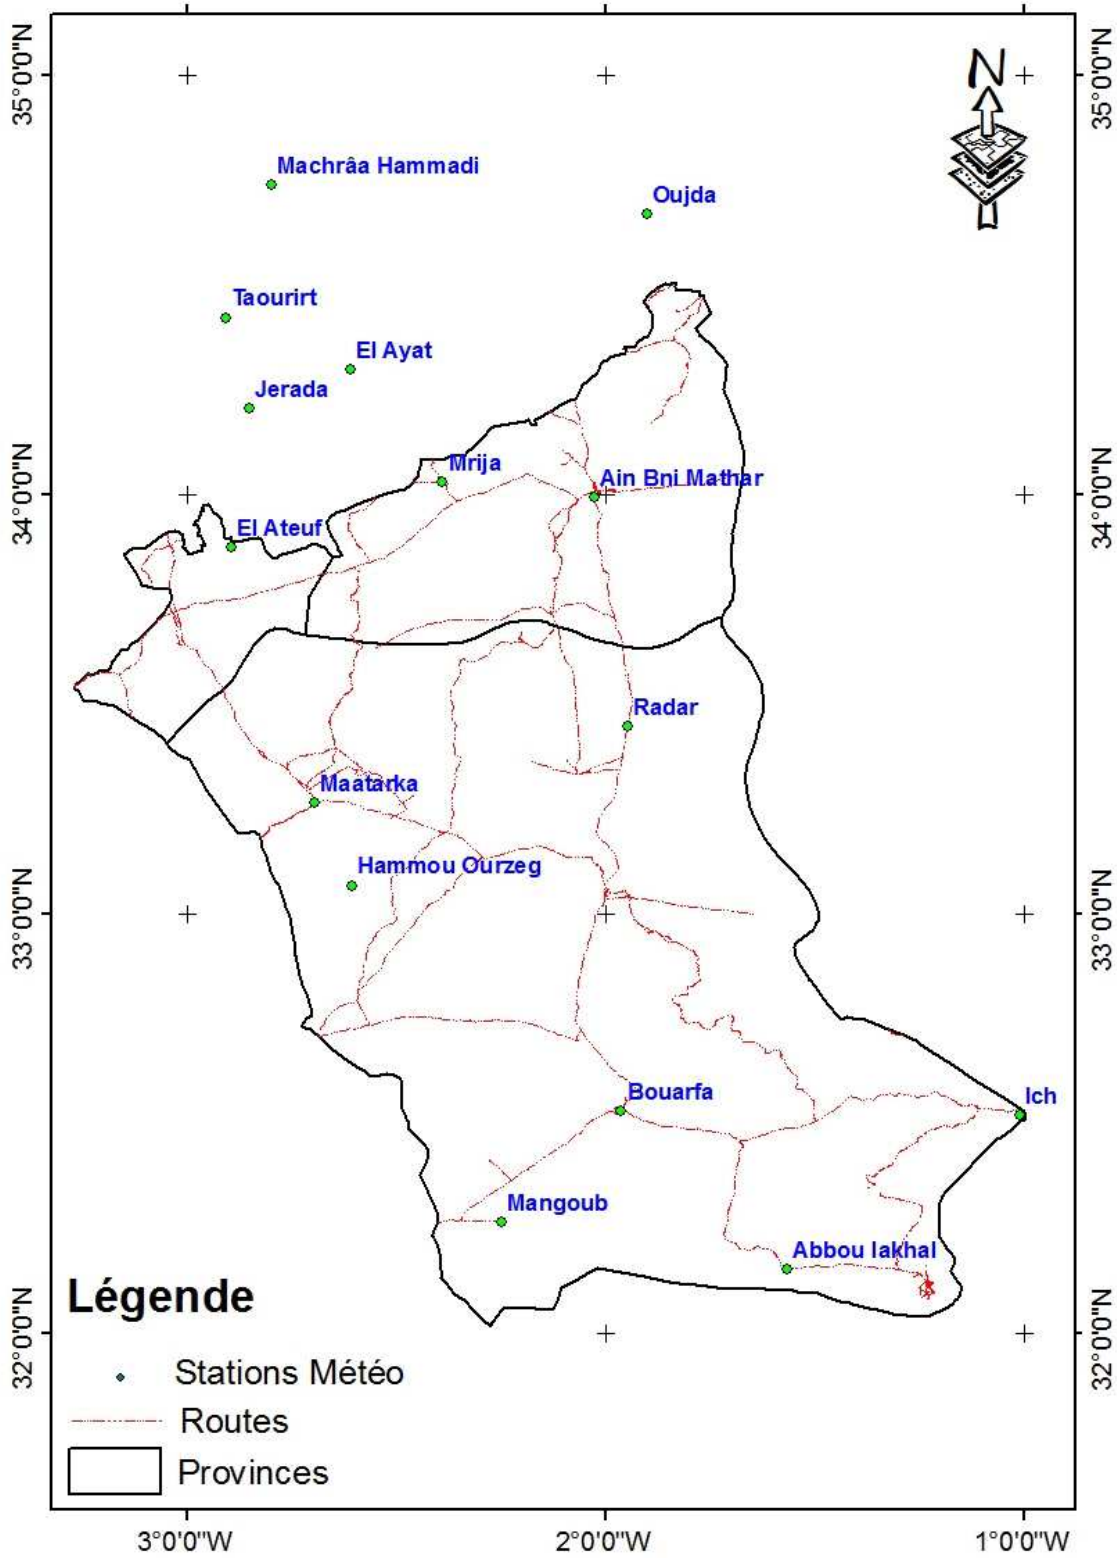 N
35°0'0"N
35°0'0"N
Machrâa Hammadi
Oujda
Taourirt
El Ayat
Jerada
Mrija
Ain Bni Mathar
34°0'0"N
34°0'0"N
El Ateuf
Radar
Maatarka
Hammou Ourzeg
33°0'0"N
33°0'0"N
Bouarfa
Ich
Mangoub
Abbou lakhal
32°0'0"N
32°0'0"N
Légende
Stations Météo
Routes
Provinces
3°0'0"W
2°0'0"W
1°0'0"W